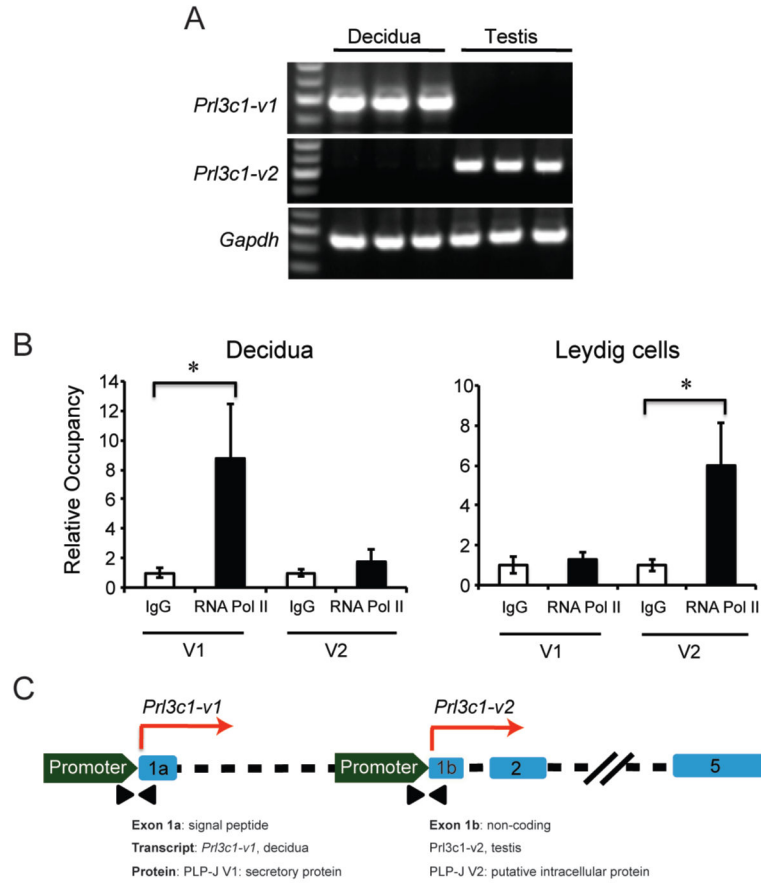 A
Decidua
Testis
Prl3c1-v1
Prl3c1-v2
Gapdh
B
Decidua
*
Relative Occupancy
14
12
10
8
6
4
2
0
IgG
RNA Pol II
IgG
RNA Pol II
V1
V2
Leydig cells
*
10
8
6
4
2
0
IgG
RNA Pol II
IgG
RNA Pol II
V1
V2
C
Prl3c1-v1
Prl3c1-v2
Promoter
1a
Promoter
1b
2
5
Exon 1a: signal peptide
Transcript: Prl3c1-v1, decidua
Protein: PLP-J V1: secretory protein
Exon 1b: non-coding
Prl3c1-v2, testis
PLP-J V2: putative intracellular protein